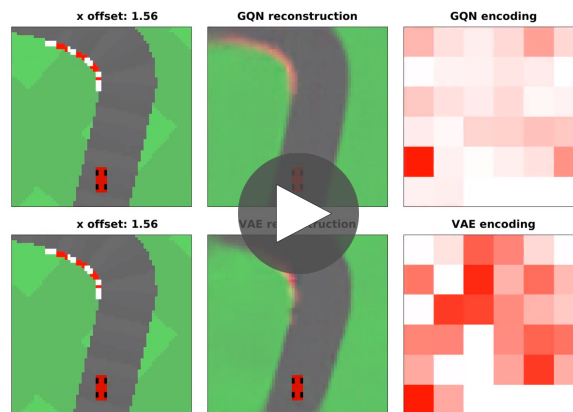 x offset: 1.56
GQN reconstruction
GQN encoding
x offset: 1.56
VAE reconstruction
VAE encoding